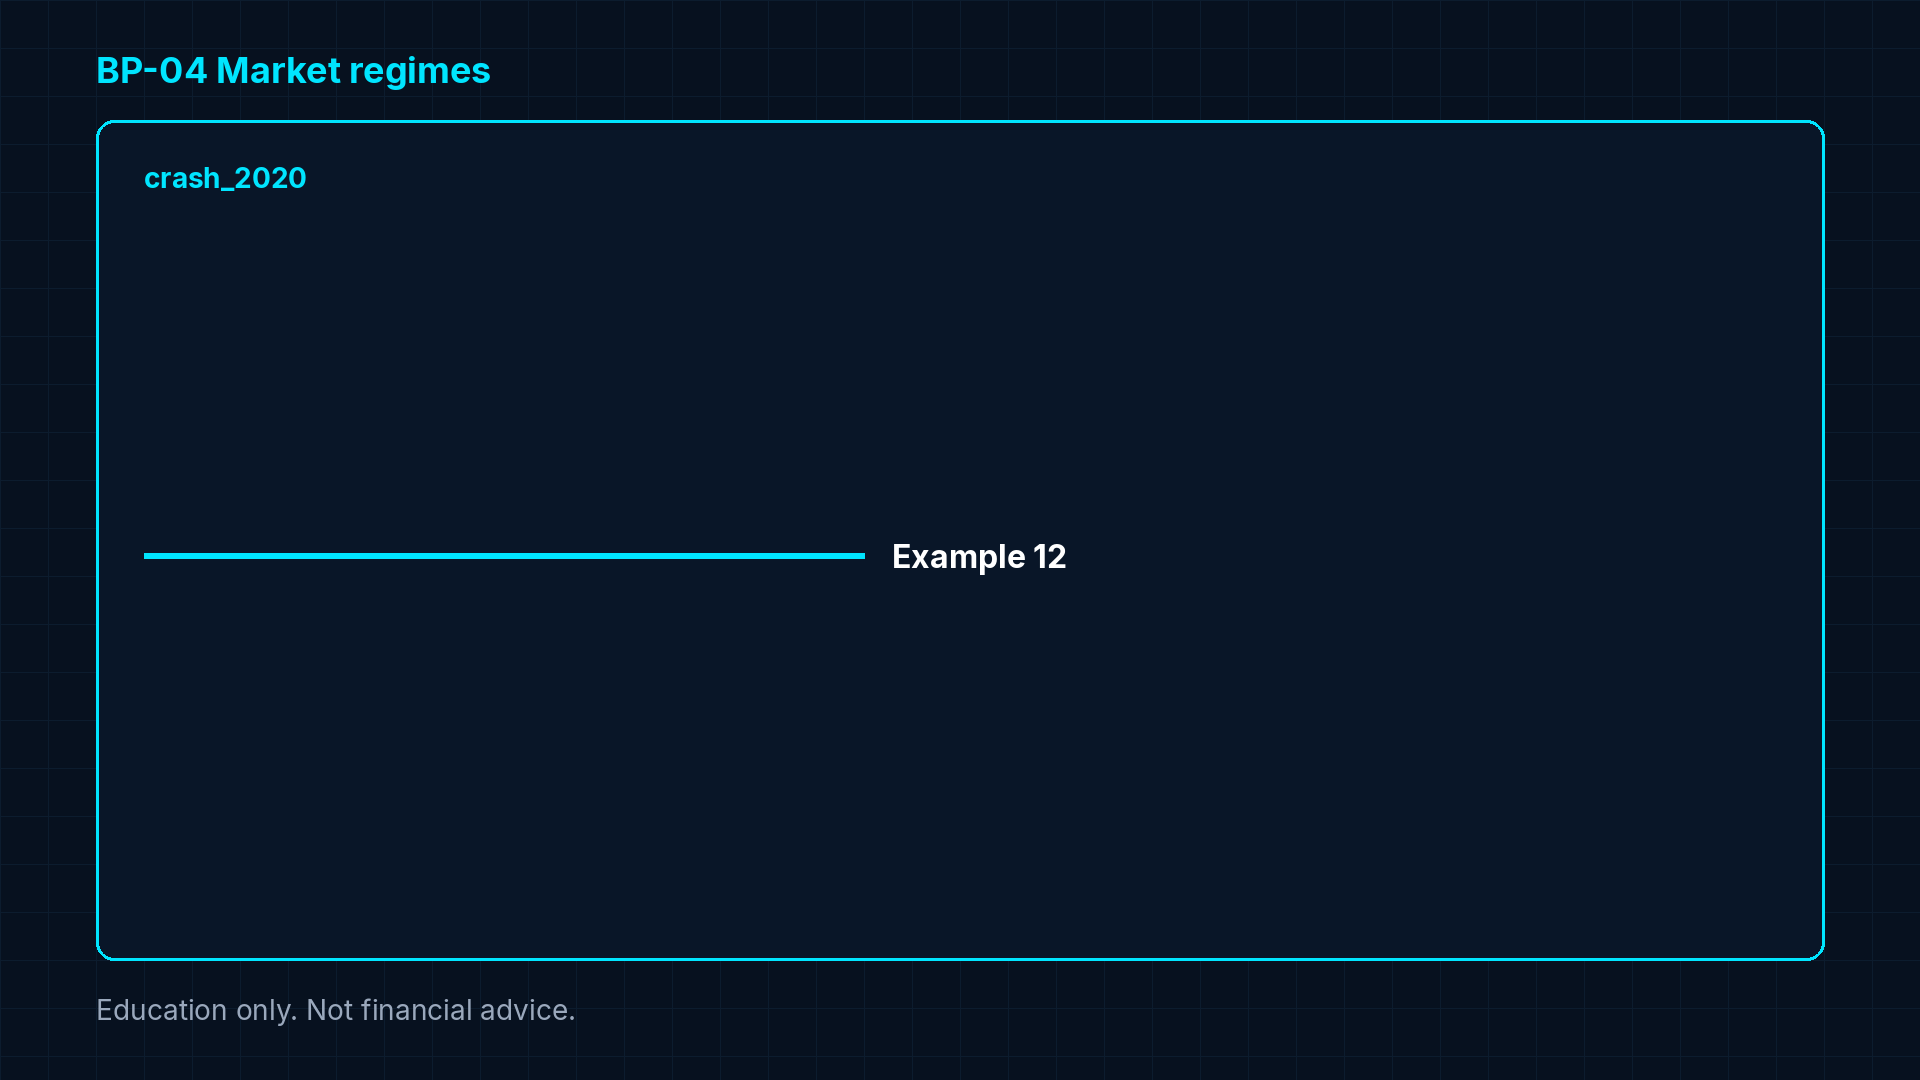 BP-04 Market regimes
crash_2020
Example 12
Education only. Not financial advice.